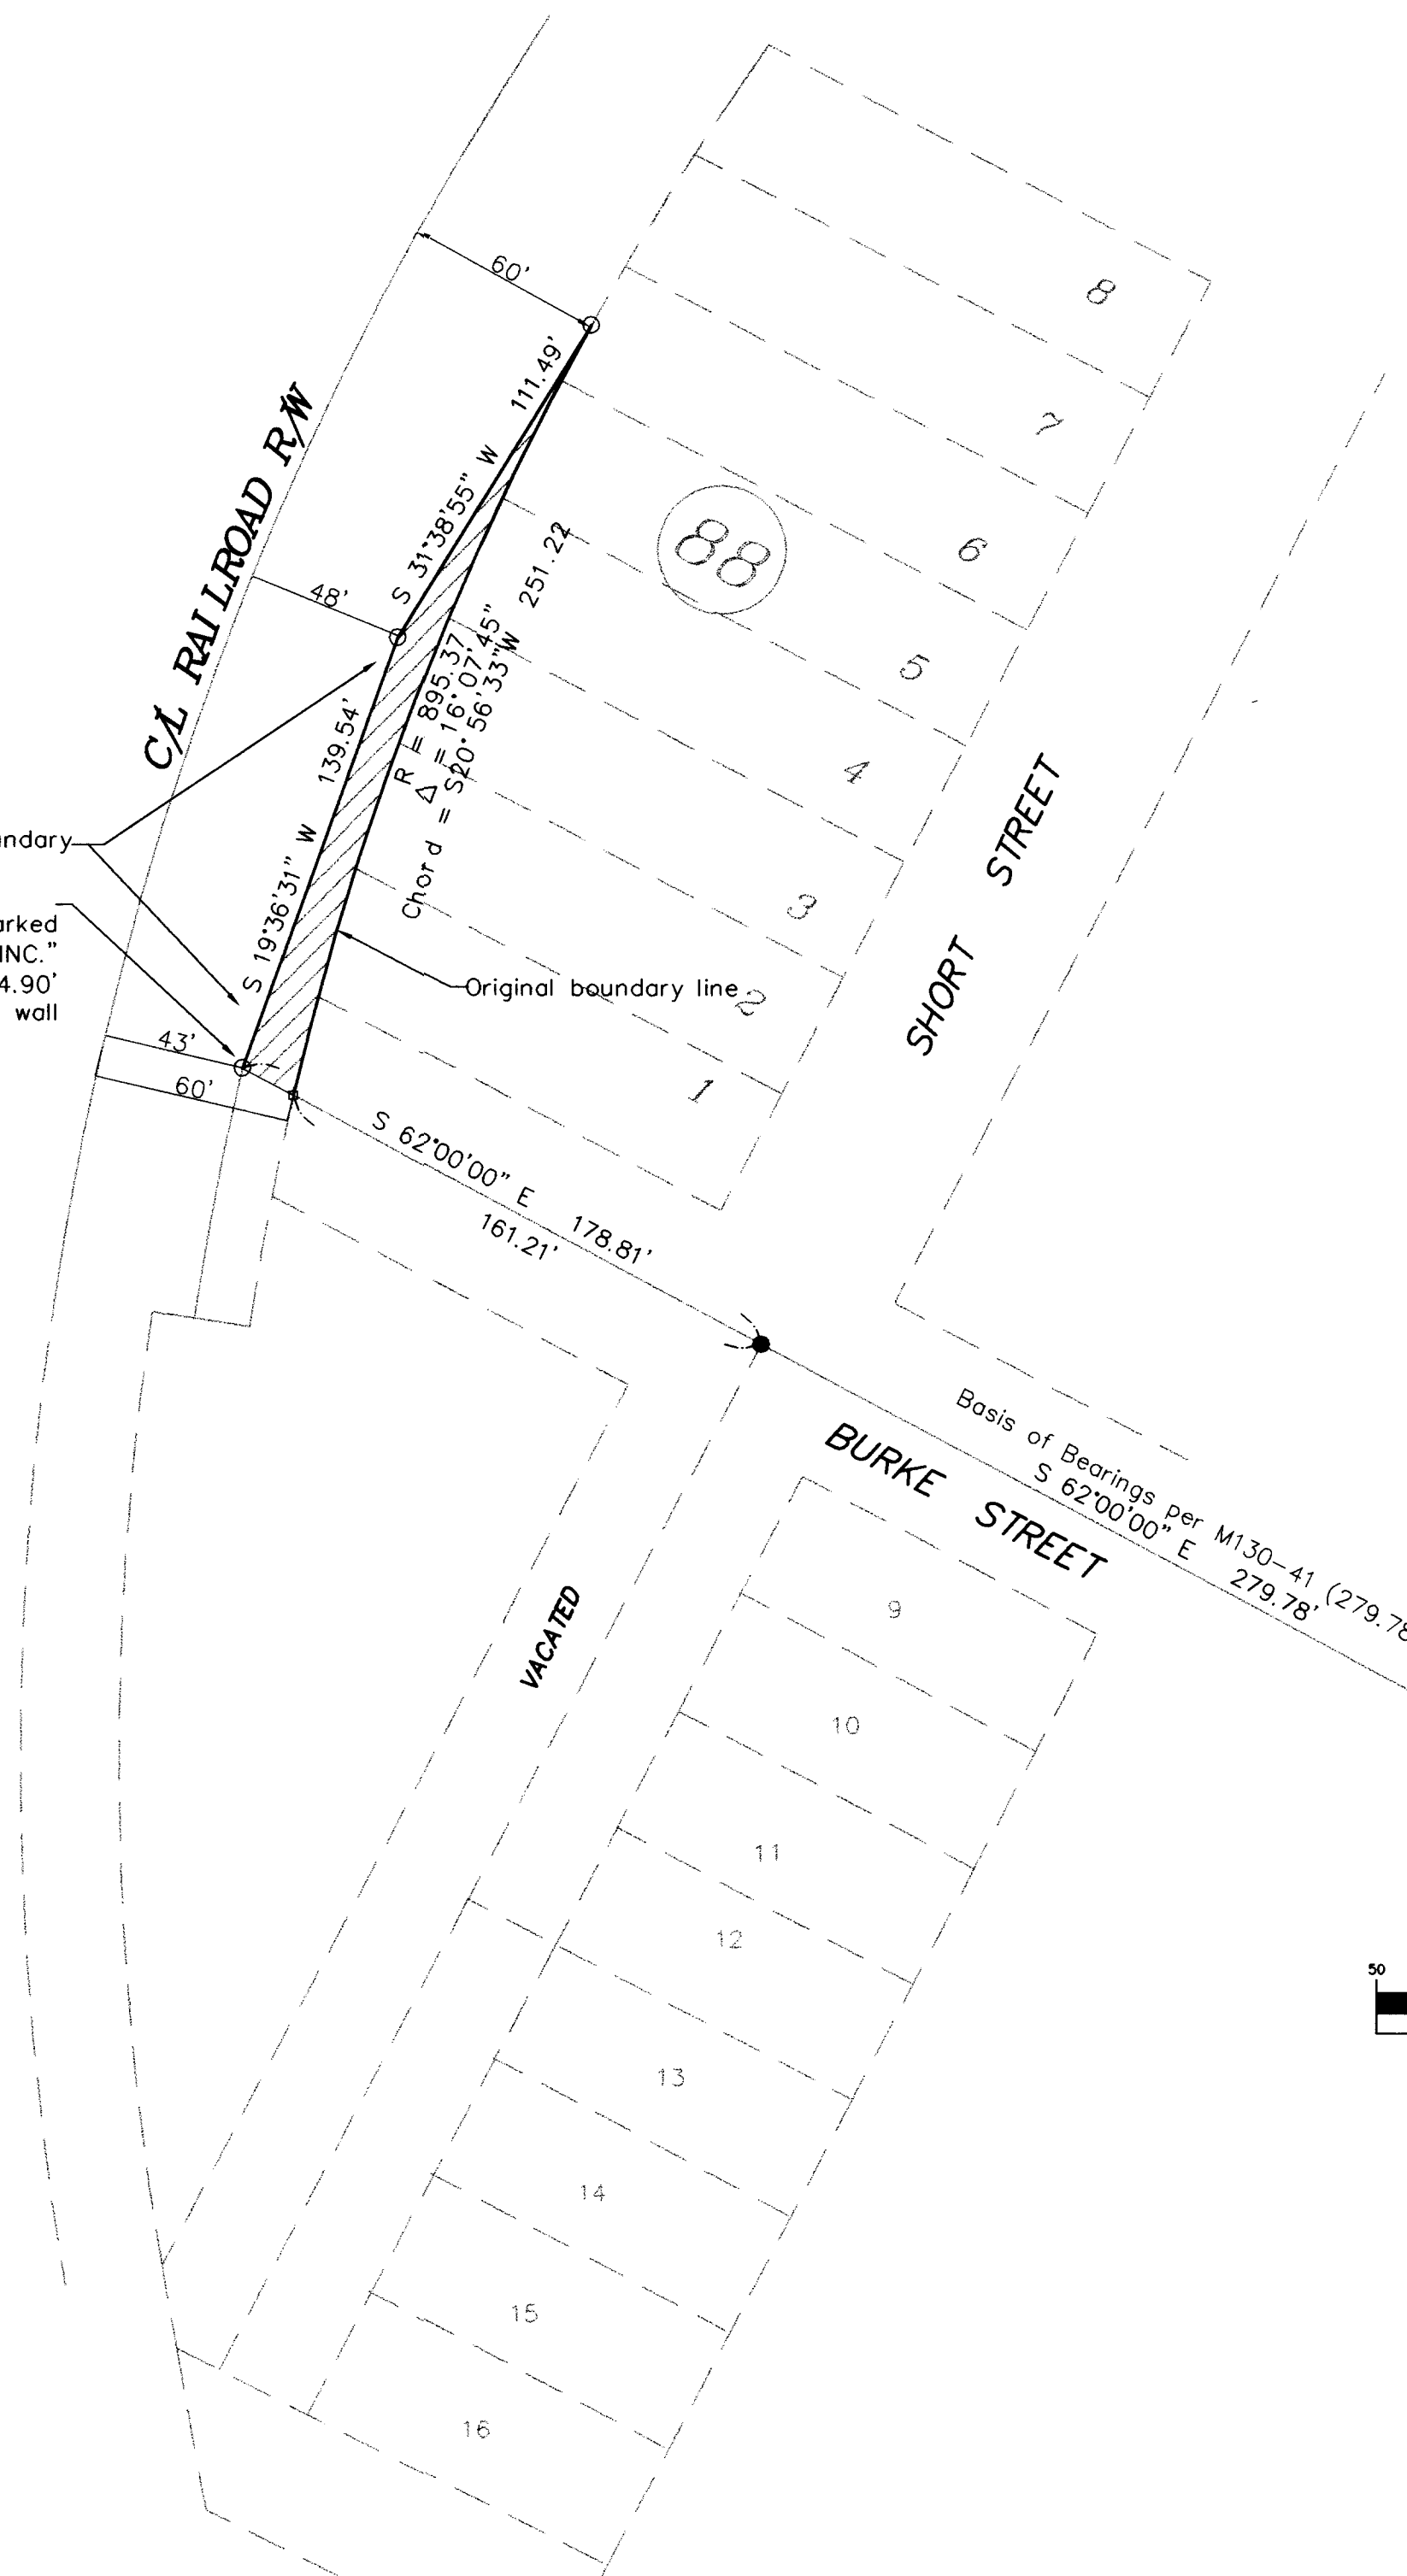 60'
8
111.49'
7
C/L RAILROAD R/W
88
6
S 31°38'55" W
48'
5
R = 895.37
Δ = 16°07'45"
Chord = S20°56'33"W 251.22
4
139.54'
S 19°36'31" W
STREET
SHORT
3
ndary
arked
INC."
4.90'
wall
Original boundary line
2
43'
60'
1
S 62°00'00" E 178.81'
161.21'
BURKE STREET
Basis of Bearings per M130-41 (279.78
S 62°00'00" E 279.78'
VACATED
9
10
11
12
50
13
14
15
16